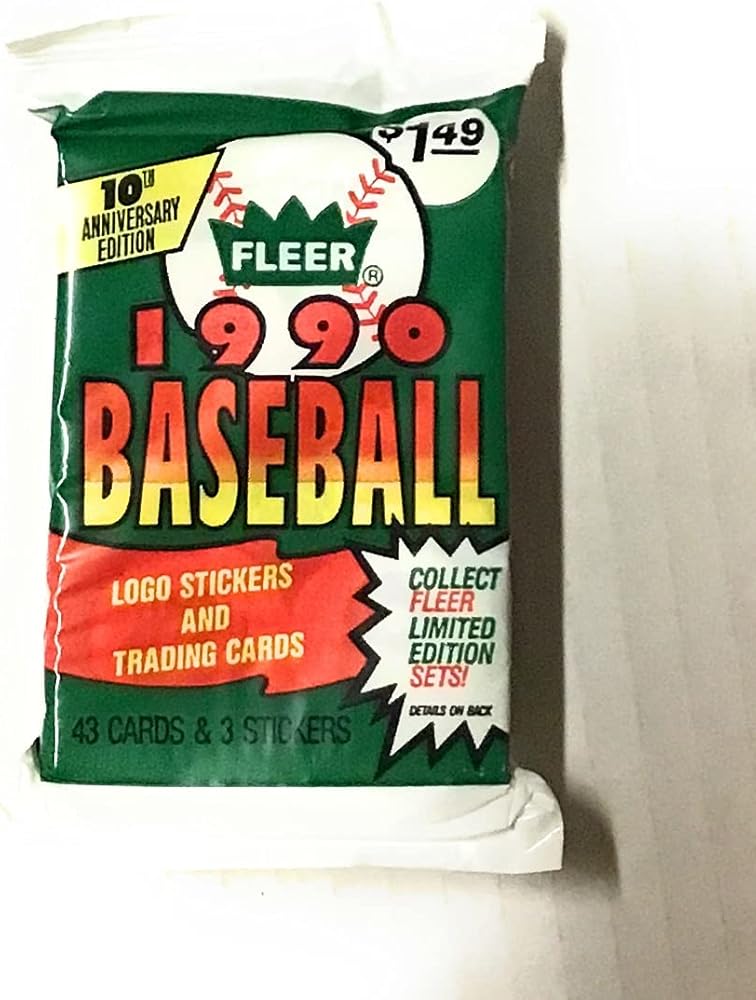 $1.49
10TH
ANNIVERSARY
EDITION
FLEER®
1990
BASEBALL
LOGO STICKERS
AND
TRADING CARDS
COLLECT
FLEER
LIMITED
EDITION
SETS!
DETAILS ON BACK
43 CARDS & 3 STICKERS